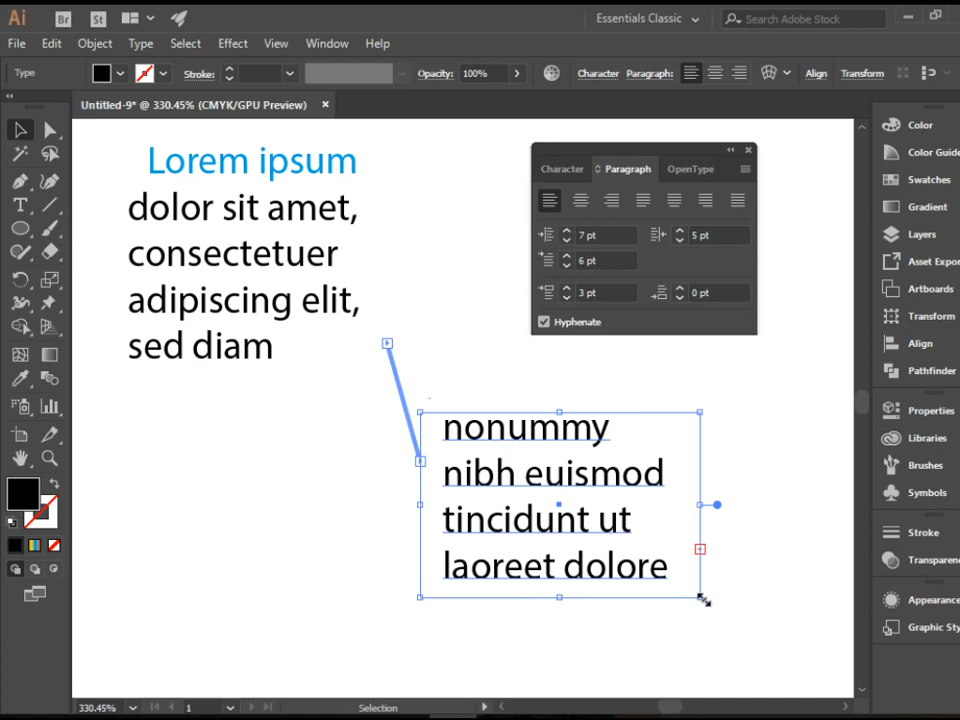 Ai Br St Essentials Classic Search Adobe Stock
File Edit Object Type Select Effect View Window Help
Type Stroke: Opacity: 100% Character Paragraph: Align Transform
Untitled-9* @ 330.45% (CMYK/GPU Preview) ×
Lorem ipsum
dolor sit amet,
consectetuer
adipiscing elit,
sed diam
Character Paragraph OpenType
7 pt 5 pt
6 pt
3 pt 0 pt
Hyphenate
nonummy
nibh euismod
tincidunt ut
laoreet dolore
Color
Color Guid
Swatches
Gradient
Layers
Asset Expor
Artboards
Transform
Align
Pathfinder
Properties
Libraries
Brushes
Symbols
Stroke
Transparen
Appearance
Graphic Sty
330.45% 1 Selection